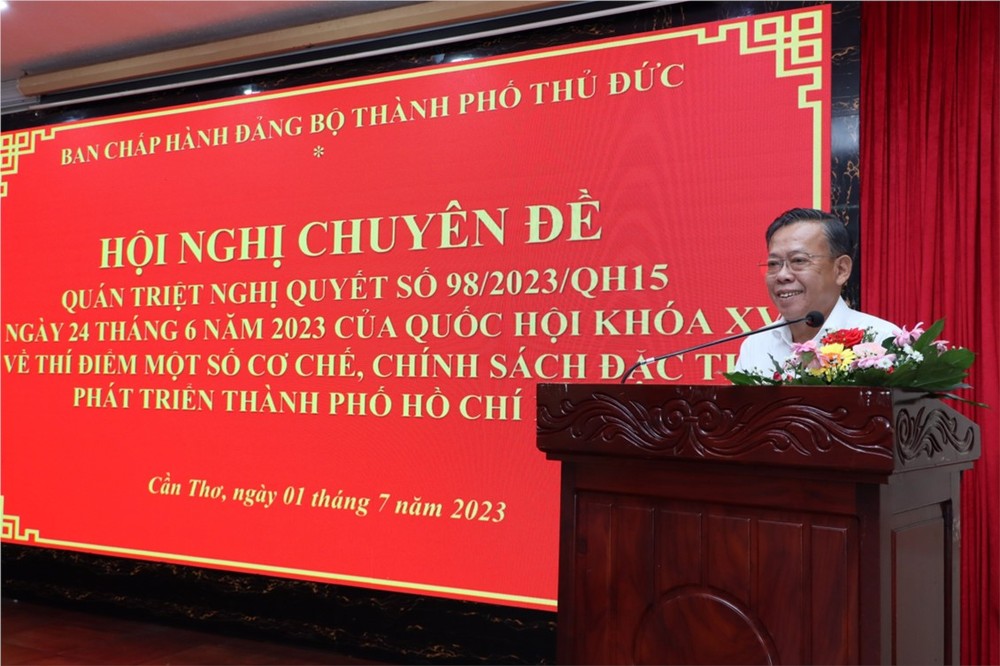 BAN CHẤP HÀNH ĐẢNG BỘ THÀNH PHỐ THỦ ĐỨC
*
HỘI NGHỊ CHUYÊN ĐỀ
QUÁN TRIỆT NGHỊ QUYẾT SỐ 98/2023/QH15
NGÀY 24 THÁNG 6 NĂM 2023 CỦA QUỐC HỘI KHÓA XV
VỀ THÍ ĐIỂM MỘT SỐ CƠ CHẾ, CHÍNH SÁCH ĐẶC
PHÁT TRIỂN THÀNH PHỐ HỒ CHÍ
Cần Thơ, ngày 01 tháng 7 năm 2023